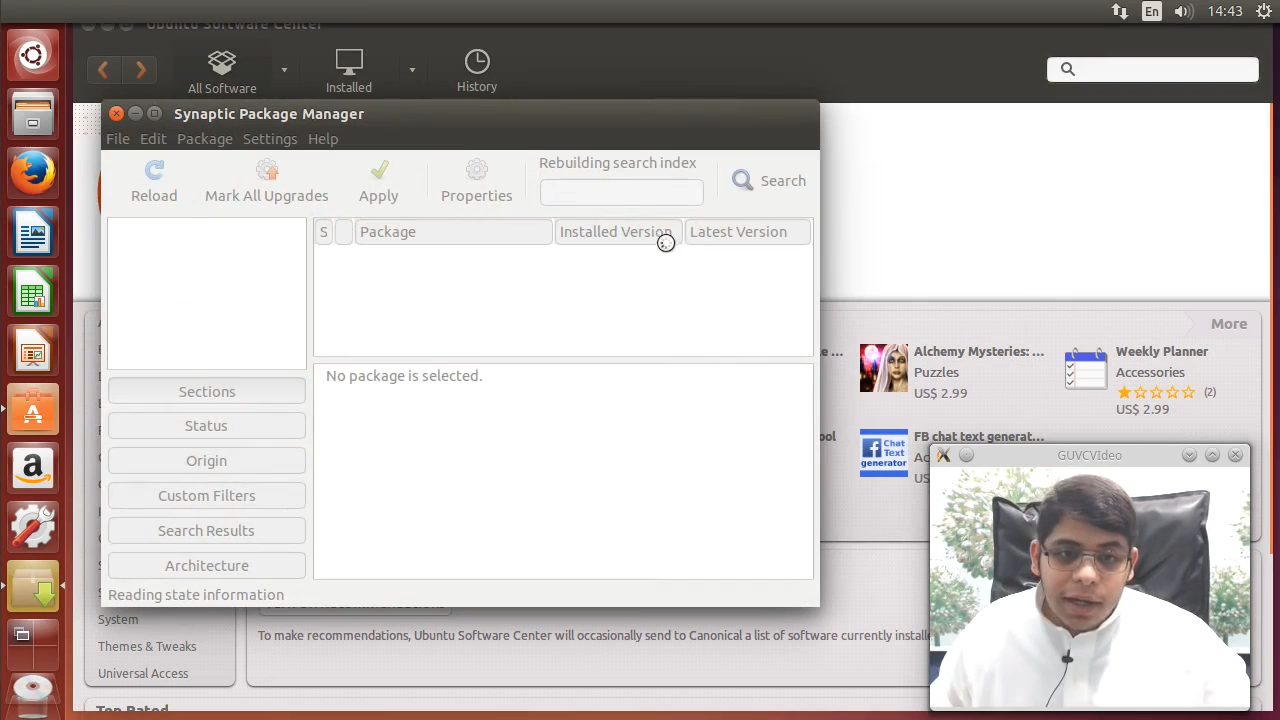 Ubuntu Software Center
En
14:43
All Software
Installed
History
Synaptic Package Manager
File Edit Package Settings Help
Reload
Mark All Upgrades
Apply
Properties
Rebuilding search index
Search
S
Package
Installed Version
Latest Version
No package is selected.
Sections
Status
Origin
Custom Filters
Search Results
Architecture
Reading state information
More
Alchemy Mysteries: ...
Puzzles
US$ 2.99
Weekly Planner
Accessories
(2)
US$ 2.99
FB chat text generat...
Chat
Text
generator
GUVCVIdeo
System
Themes & Tweaks
Universal Access
To make recommendations, Ubuntu Software Center will occasionally send to Canonical a list of software currently
Top Rated